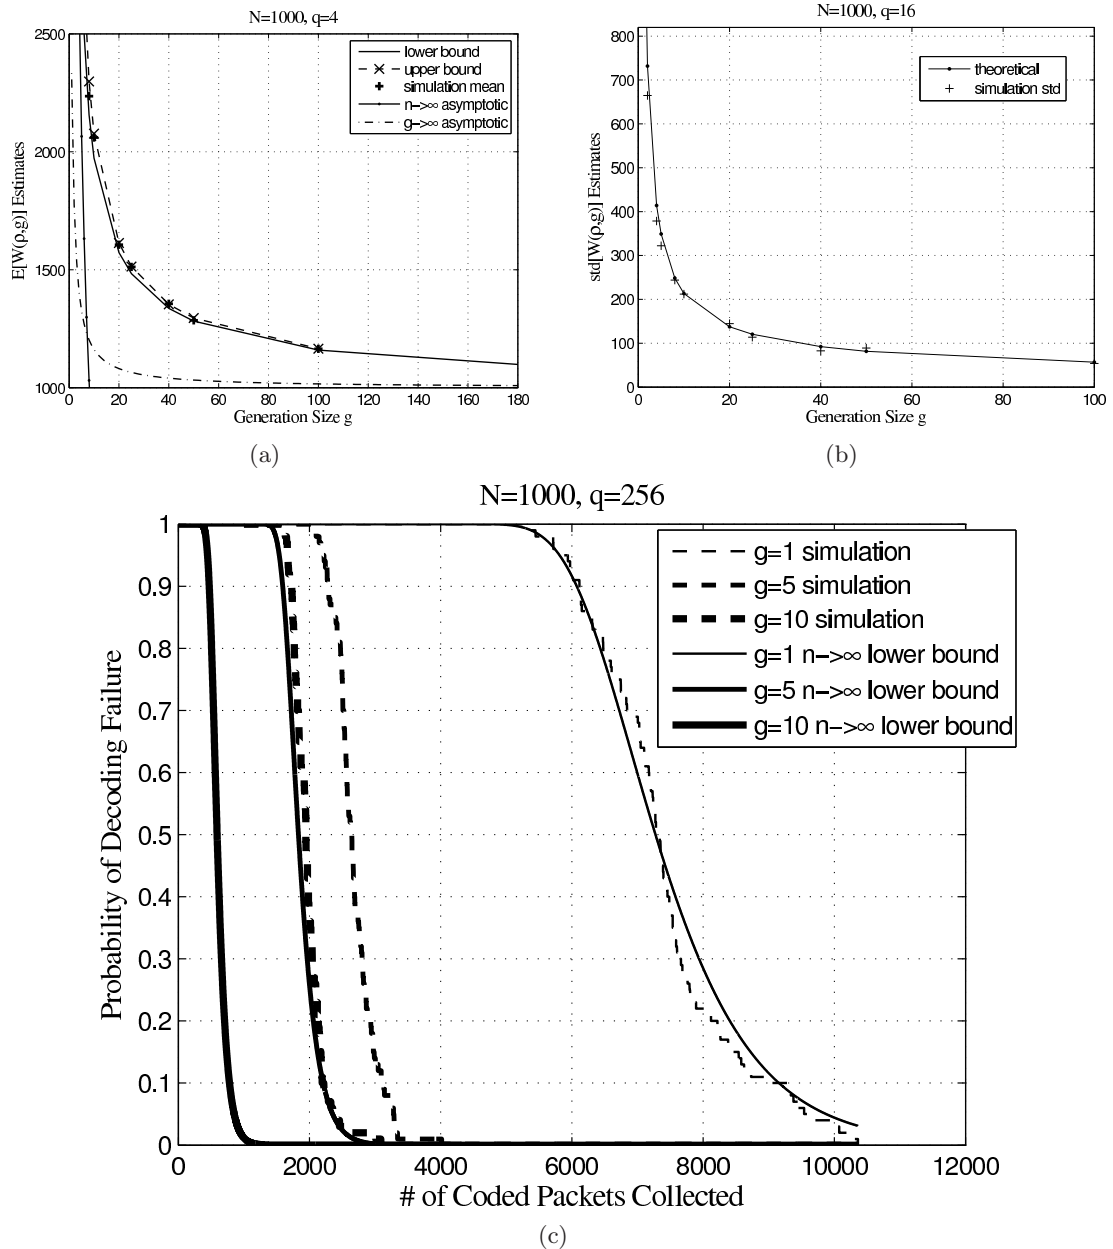 N=1000, q=4
2500
2000
1500
1000
E[W(ρ,g)] Estimates
lower bound
upper bound
simulation mean
n->∞ asymptotic
g->∞ asymptotic
0 20 40 60 80 100 120 140 160 180
Generation Size g
(a)
N=1000, q=16
800
700
600
500
400
300
200
100
0
std[W(ρ,g)] Estimates
theoretical
simulation std
0 20 40 60 80 100
Generation Size g
(b)
N=1000, q=256
1
0.9
0.8
0.7
0.6
0.5
0.4
0.3
0.2
0.1
0
Probability of Decoding Failure
g=1 simulation
g=5 simulation
g=10 simulation
g=1 n->∞ lower bound
g=5 n->∞ lower bound
g=10 n->∞ lower bound
0 2000 4000 6000 8000 10000 12000
# of Coded Packets Collected
(c)